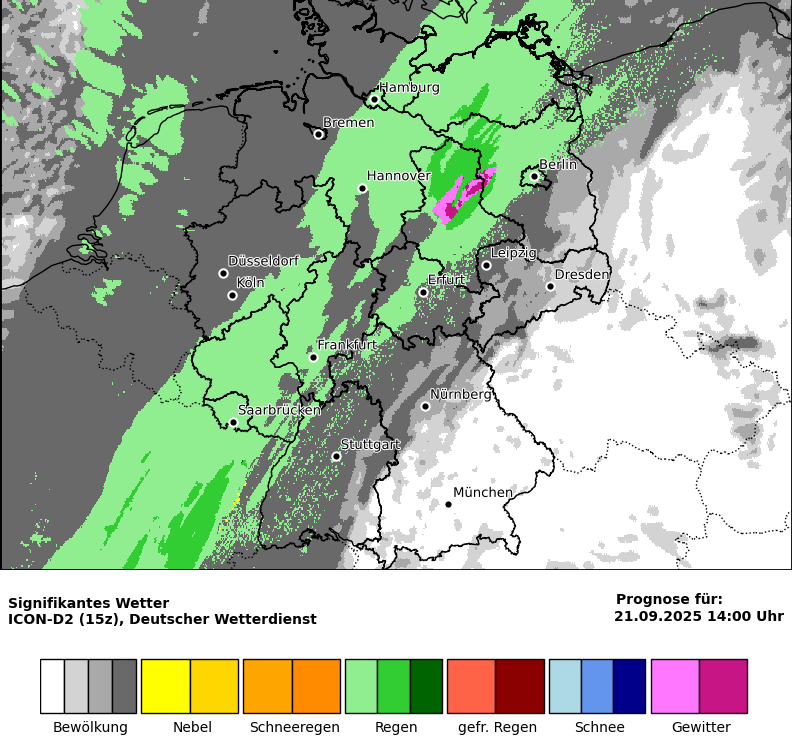 Hamburg
Bremen
Berlin
Hannover
Leipzig
Düsseldorf
Dresden
Köln
Erfurt
Frankfurt
Nürnberg
Saarbrücken
Stuttgart
München
Signifikantes Wetter
ICON-D2 (15z), Deutscher Wetterdienst
Prognose für:
21.09.2025 14:00 Uhr
Bewölkung Nebel Schneeregen Regen gefr. Regen Schnee Gewitter